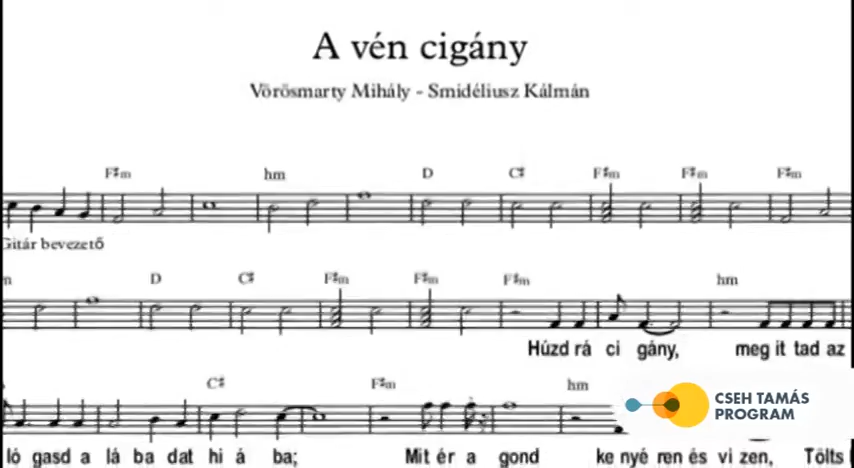 A vén cigány
Vörösmarty Mihály - Smidéliusz Kálmán
F♯m hm D C♯ F♯m F♯m F♯m
Gitár bevezető
D C♯ F♯m F♯m F♯m hm
Húzd rá ci gány, meg it tad az
C♯ F♯m hm
CSEH TAMÁS
PROGRAM
ló gasd a lá ba dat hi á ba; Mit ér a gond ke nyé ren és vi zen, Tölts